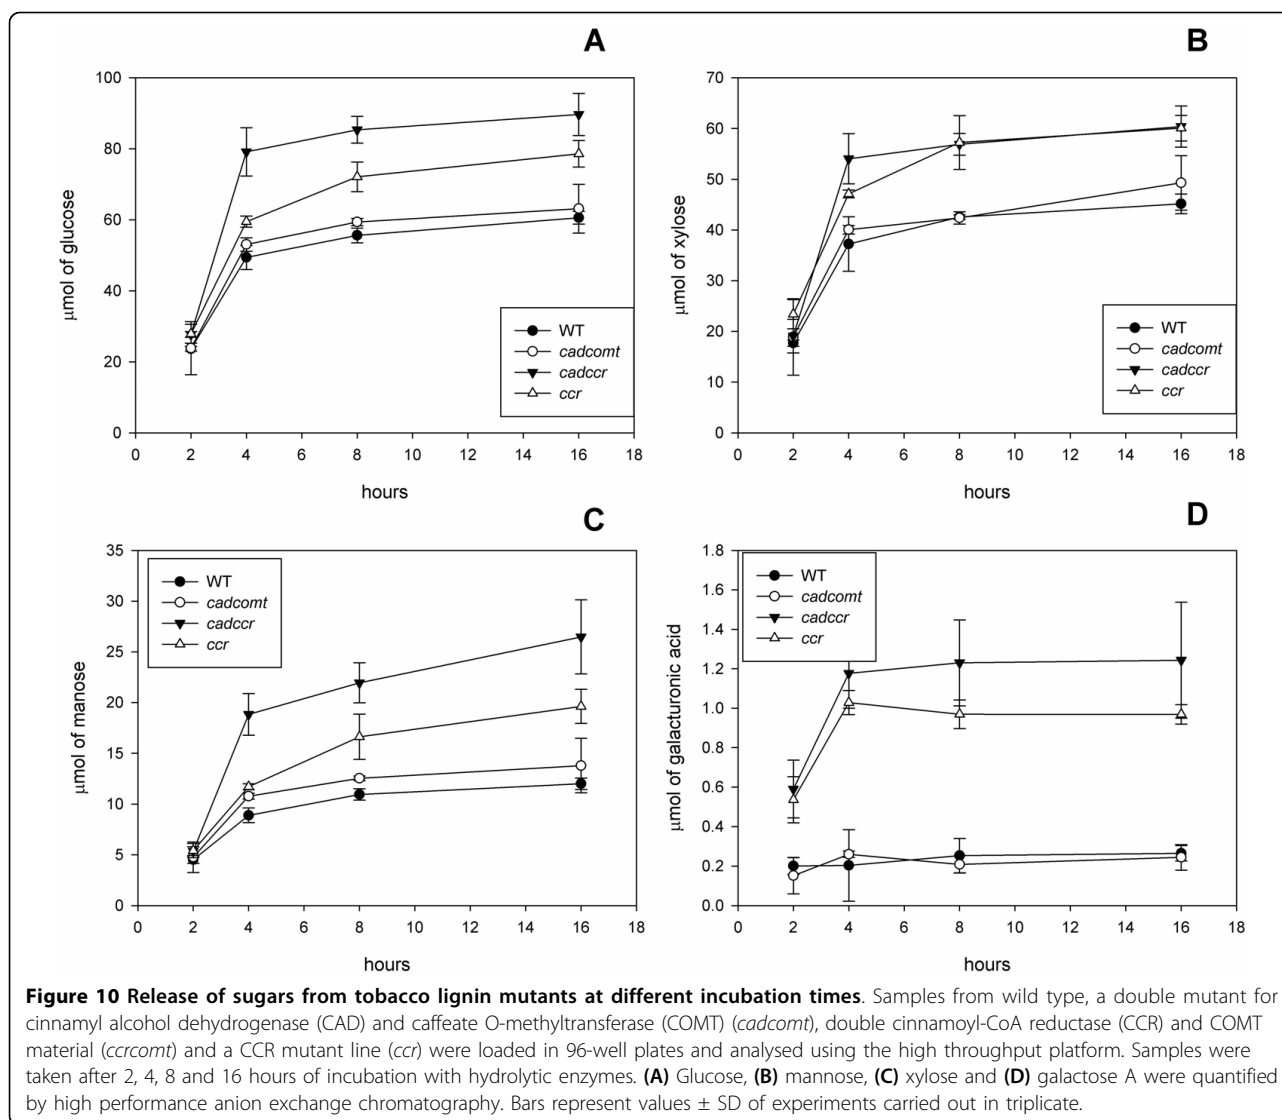 A
100
80
60
40
20
0
μmol of glucose
WT
cadcomt
cadccr
ccr
0 2 4 6 8 10 12 14 16 18
hours
B
70
60
50
40
30
20
10
0
μmol of xylose
WT
cadcomt
cadccr
ccr
0 2 4 6 8 10 12 14 16 18
hours
C
35
30
25
20
15
10
5
0
μmol of manose
WT
cadcomt
cadccr
ccr
0 2 4 6 8 10 12 14 16 18
hours
D
1.8
1.6
1.4
1.2
1.0
0.8
0.6
0.4
0.2
0.0
μmol of galacturonic acid
WT
cadcomt
cadccr
ccr
0 2 4 6 8 10 12 14 16 18
hours
Figure 10 Release of sugars from tobacco lignin mutants at different incubation times. Samples from wild type, a double mutant for
cinnamyl alcohol dehydrogenase (CAD) and caffeate O-methyltransferase (COMT) (cadcomt), double cinnamoyl-CoA reductase (CCR) and COMT
material (ccrcomt) and a CCR mutant line (ccr) were loaded in 96-well plates and analysed using the high throughput platform. Samples were
taken after 2, 4, 8 and 16 hours of incubation with hydrolytic enzymes. (A) Glucose, (B) mannose, (C) xylose and (D) galactose A were quantified
by high performance anion exchange chromatography. Bars represent values ± SD of experiments carried out in triplicate.